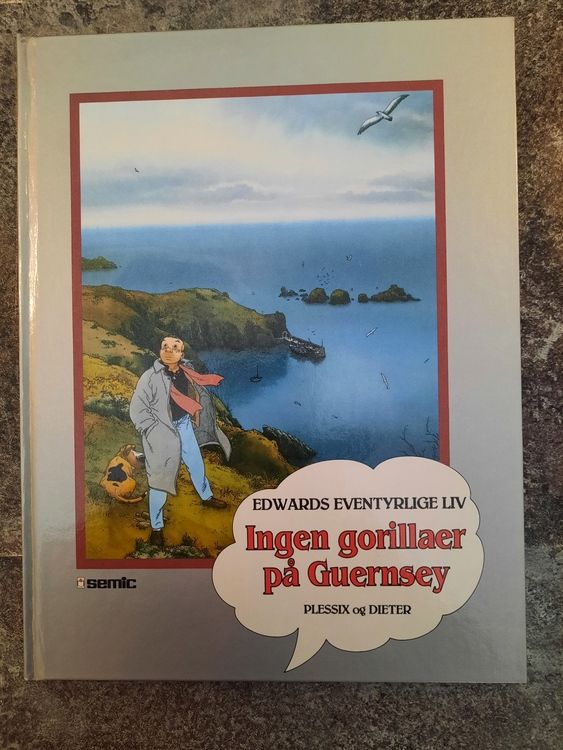 EDWARDS EVENTYRLIGE LIV
Ingen gorillaer
på Guernsey
PLESSIX og DIETER
semic